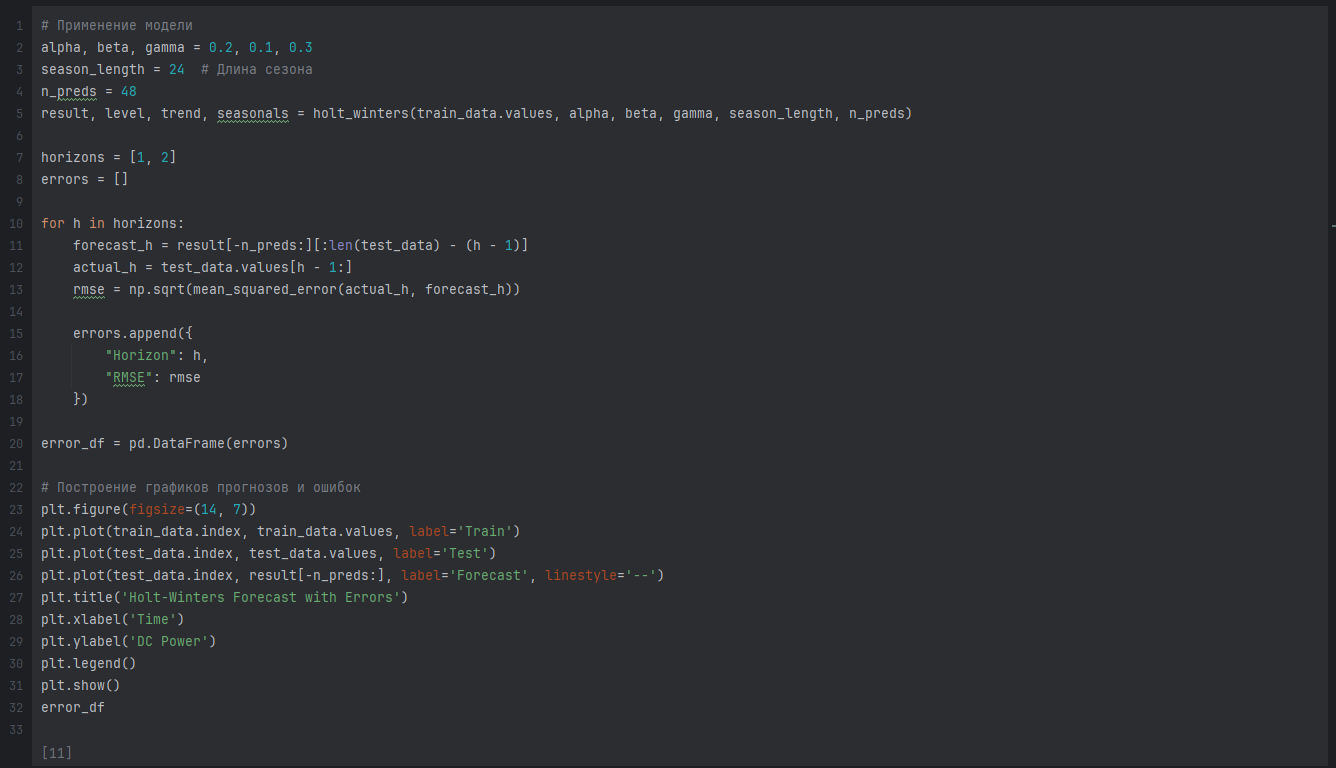 1 # Применение модели
2 alpha, beta, gamma = 0.2, 0.1, 0.3
3 season_length = 24  # Длина сезона
4 n_preds = 48
5 result, level, trend, seasonals = holt_winters(train_data.values, alpha, beta, gamma, season_length, n_preds)
6
7 horizons = [1, 2]
8 errors = []
9
10 for h in horizons:
11     forecast_h = result[-n_preds:][:len(test_data) - (h - 1)]
12     actual_h = test_data.values[h - 1:]
13     rmse = np.sqrt(mean_squared_error(actual_h, forecast_h))
14
15     errors.append({
16         "Horizon": h,
17         "RMSE": rmse
18     })
19
20 error_df = pd.DataFrame(errors)
21
22 # Построение графиков прогнозов и ошибок
23 plt.figure(figsize=(14, 7))
24 plt.plot(train_data.index, train_data.values, label='Train')
25 plt.plot(test_data.index, test_data.values, label='Test')
26 plt.plot(test_data.index, result[-n_preds:], label='Forecast', linestyle='--')
27 plt.title('Holt-Winters Forecast with Errors')
28 plt.xlabel('Time')
29 plt.ylabel('DC Power')
30 plt.legend()
31 plt.show()
32 error_df
33
[11]